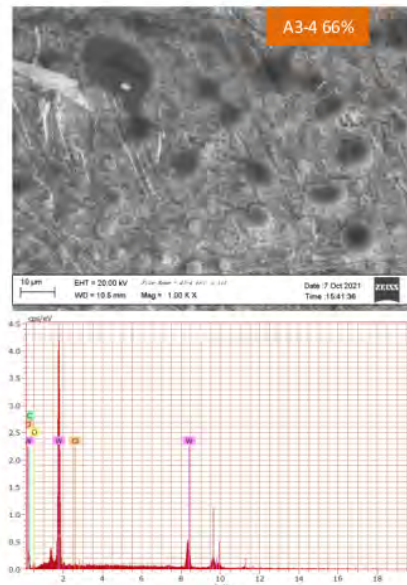 A3-4 66%
10 µm
EHT = 20.00 kV
Date :7 Oct 2021
WD = 10.5 mm
Mag = 1.00 K X
Time :15:41:36
ZEISS
cps/eV
4.5
4.0
3.5
3.0
2.5
O
W
Cl
W
2.0
1.5
1.0
0.5
0.0
2 4 6 8 10 12 14 16 18